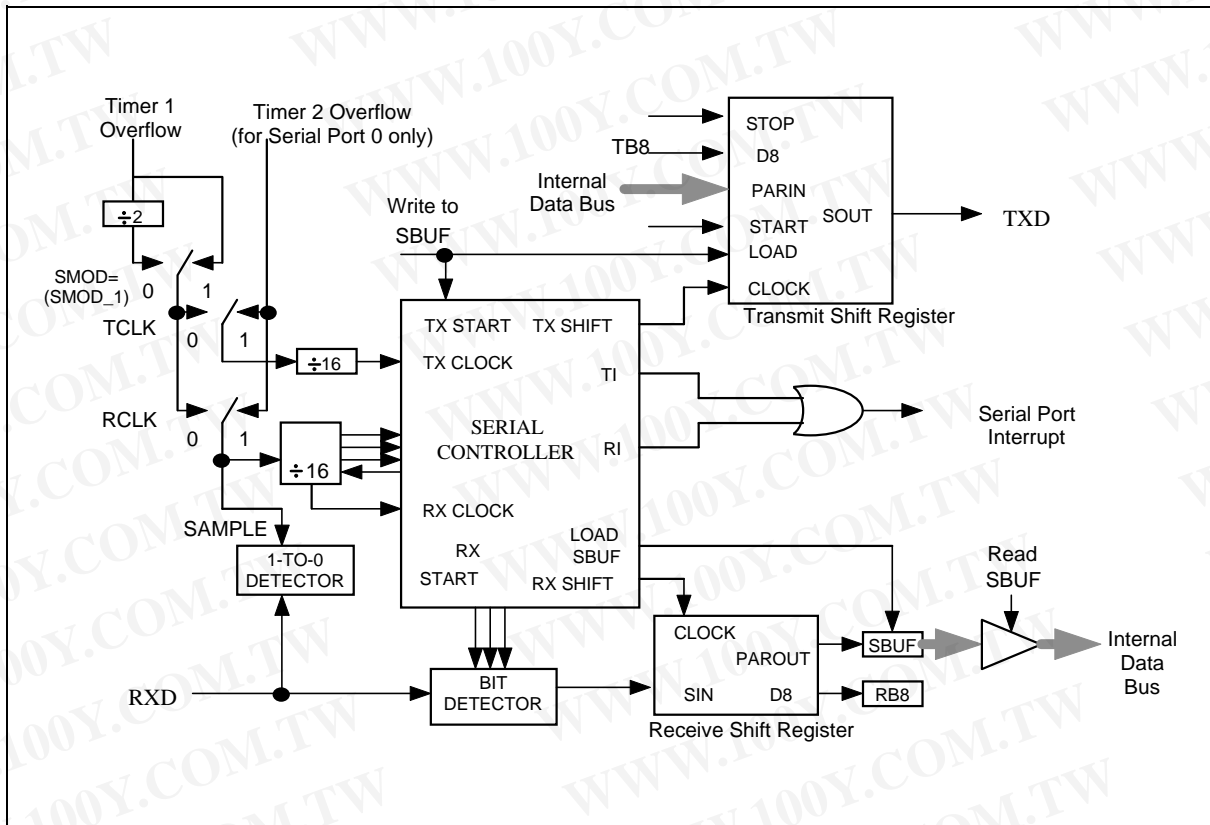 Timer 1
Overflow
Timer 2 Overflow
(for Serial Port 0 only)
÷2
SMOD=
(SMOD_1)
0
1
TCLK
0
1
÷16
RCLK
0
1
÷16
SAMPLE
1-TO-0
DETECTOR
RXD
Write to
SBUF
TX START
TX SHIFT
TX CLOCK
TI
SERIAL
CONTROLLER
RI
RX CLOCK
LOAD
SBUF
RX
START
RX SHIFT
BIT
DETECTOR
TB8
Internal
Data Bus
STOP
D8
PARIN
SOUT
START
LOAD
CLOCK
Transmit Shift Register
TXD
Serial Port
Interrupt
CLOCK
PAROUT
SIN
D8
Receive Shift Register
SBUF
RB8
Read
SBUF
Internal
Data
Bus
WWW.100Y.COM.TW